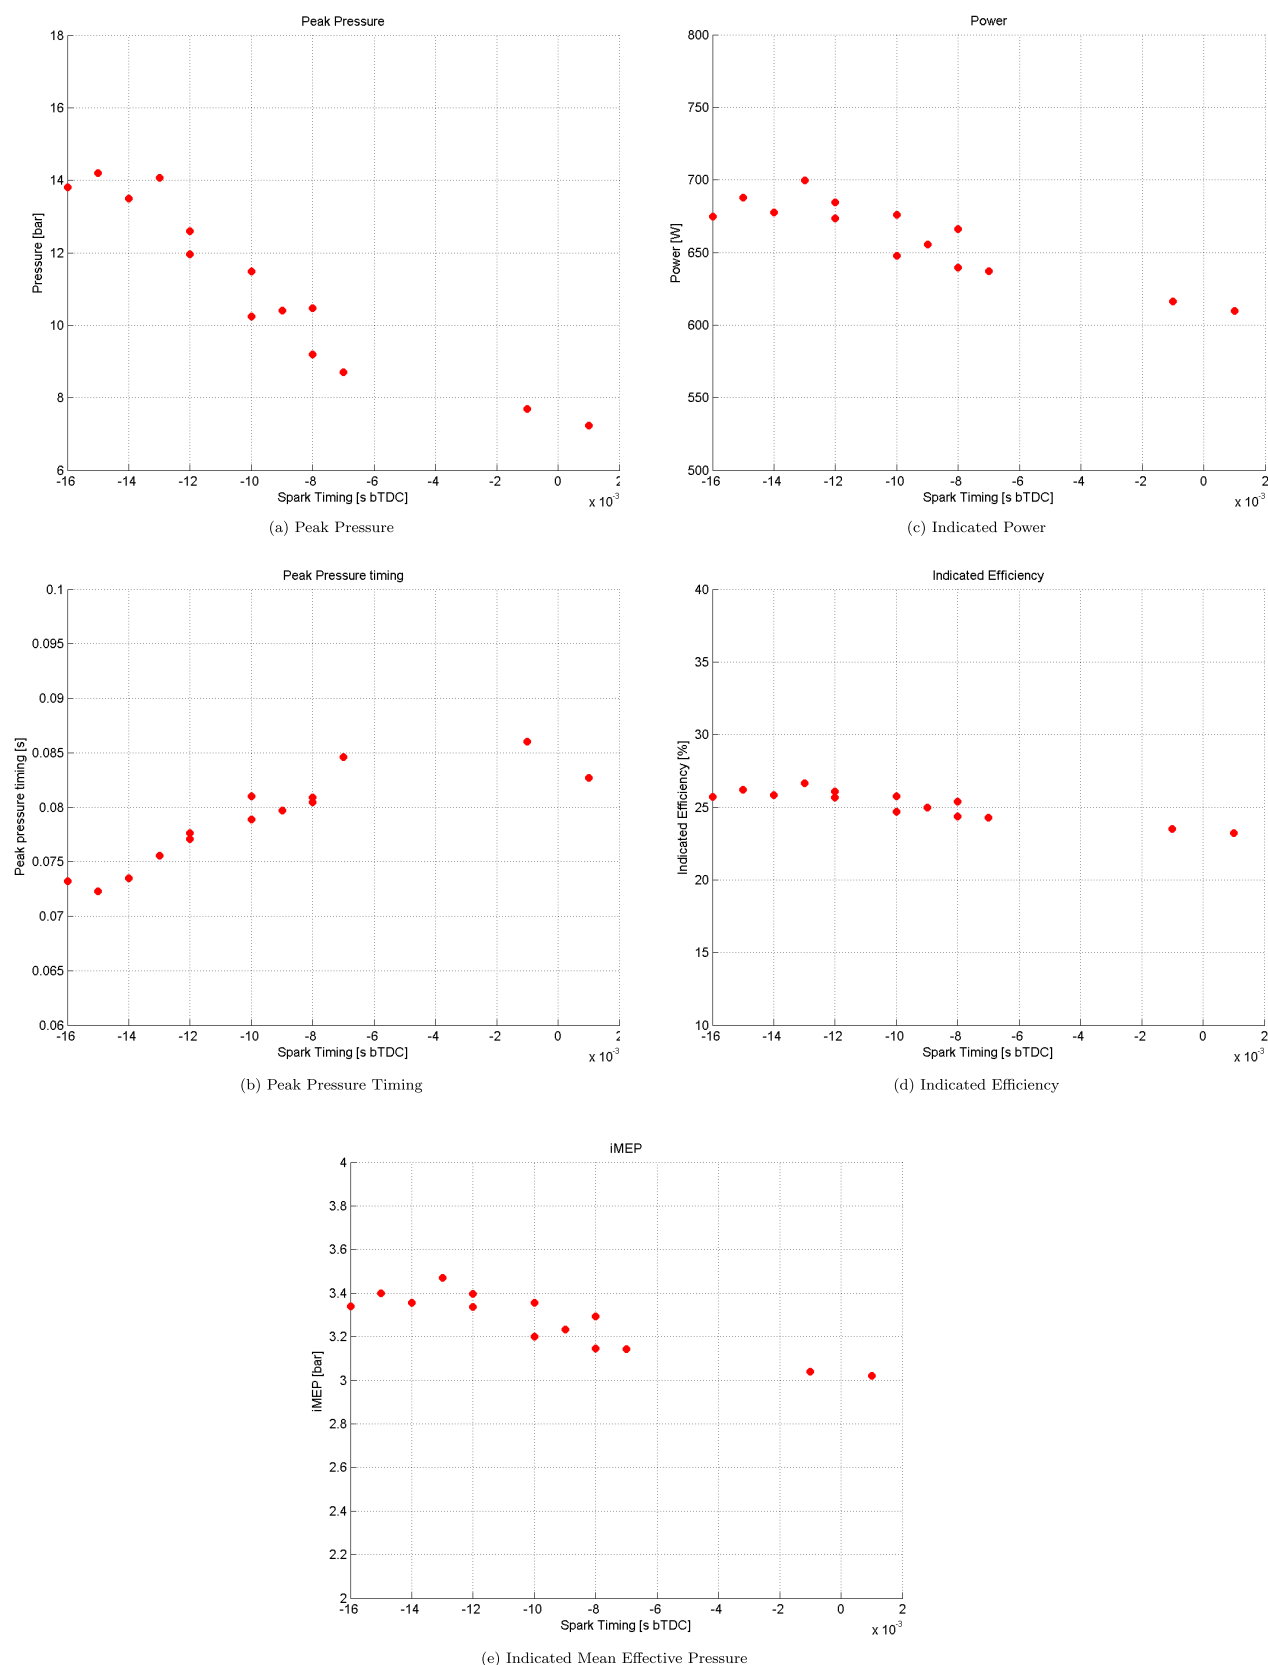 Peak Pressure
18
16
14
12
10
8
6
Pressure [bar]
-16 -14 -12 -10 -8 -6 -4 -2 0 2
Spark Timing [s bTDC]
x 10^-3
(a) Peak Pressure
Power
800
750
700
650
600
550
500
Power [W]
-16 -14 -12 -10 -8 -6 -4 -2 0 2
Spark Timing [s bTDC]
x 10^-3
(c) Indicated Power
Peak Pressure timing
0.1
0.095
0.09
0.085
0.08
0.075
0.07
0.065
0.06
Peak pressure timing [s]
-16 -14 -12 -10 -8 -6 -4 -2 0 2
Spark Timing [s bTDC]
x 10^-3
(b) Peak Pressure Timing
Indicated Efficiency
40
35
30
25
20
15
10
Indicated Efficiency [%]
-16 -14 -12 -10 -8 -6 -4 -2 0 2
Spark Timing [s bTDC]
x 10^-3
(d) Indicated Efficiency
iMEP
4
3.8
3.6
3.4
3.2
3
2.8
2.6
2.4
2.2
2
iMEP [bar]
-16 -14 -12 -10 -8 -6 -4 -2 0 2
Spark Timing [s bTDC]
x 10^-3
(e) Indicated Mean Effective Pressure